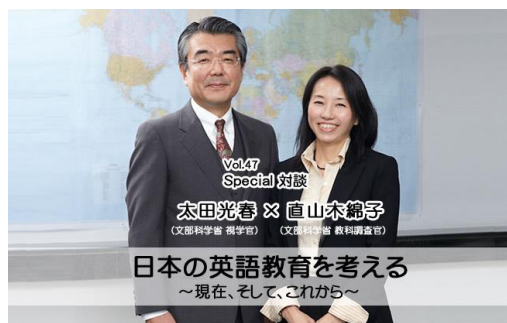 Vol.47
Special 対談
太田光春 × 直山木綿子
(文部科学省 視学官) (文部科学省 教科調査官)
日本の英語教育を考える
～現在、そして、これから～